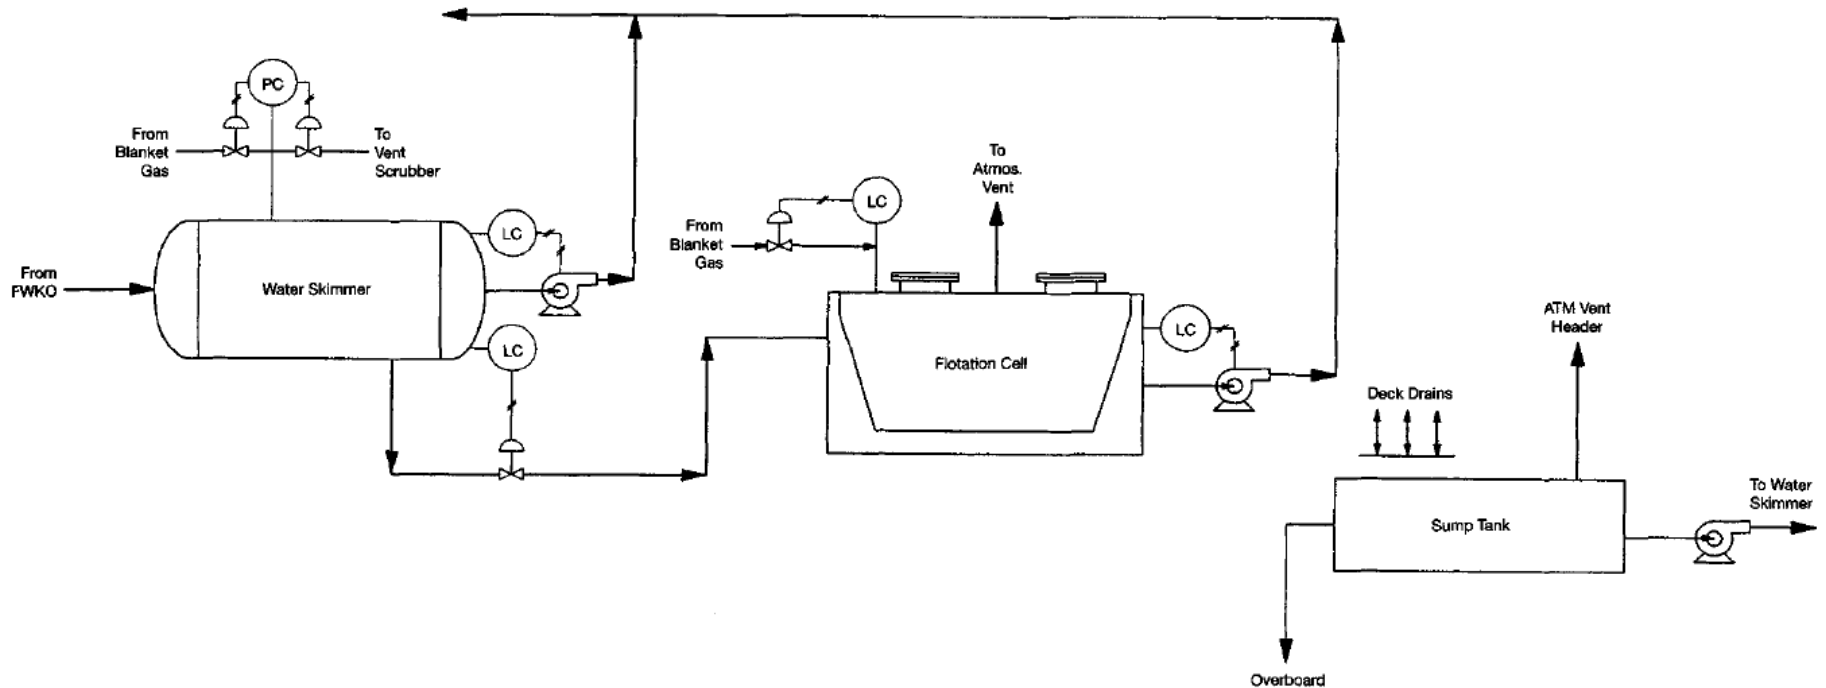 PC
From
Blanket
Gas
To
Vent
Scrubber
LC
From
FWKO
Water Skimmer
LC
To
Atmos.
Vent
LC
From
Blanket
Gas
Flotation Cell
LC
ATM Vent
Header
Deck Drains
Sump Tank
To Water
Skimmer
Overboard